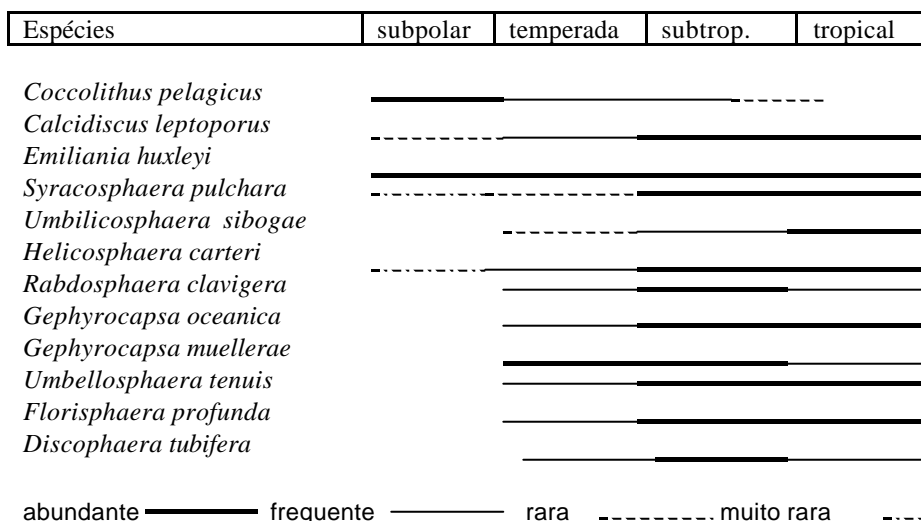 Espécies subpolar temperada subtrop. tropical
Coccolithus pelagicus
Calcidiscus leptoporus
Emiliania huxleyi
Syracosphaera pulchara
Umbilicosphaera sibogae
Helicosphaera carteri
Rabdosphaera clavigera
Gephyrocapsa oceanica
Gephyrocapsa muellerae
Umbellosphaera tenuis
Florisphaera profunda
Discophaera tubifera
abundante frequente rara muito rara